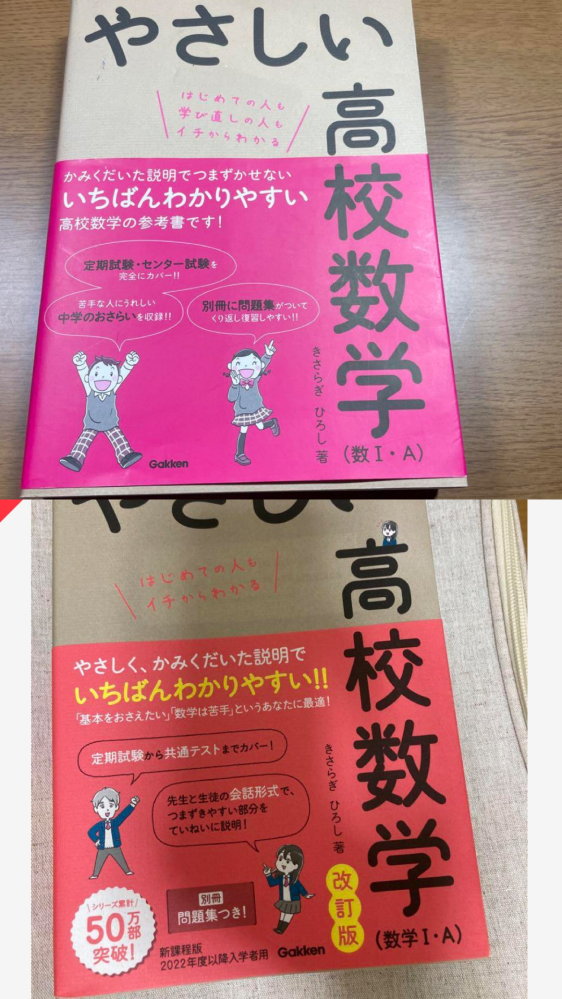 やさしい
高校数学
(数Ⅰ・A)
はじめての人も
学び直しの人も
イチからわかる
かみくだいた説明でつまずかせない
いちばんわかりやすい
高校数学の参考書です!
定期試験・センター試験を
完全にカバー!!
苦手な人にうれしい
中学のおさらいを収録!!
別冊に問題集がついて
くり返し復習しやすい!!
きさらぎ ひろし 著
Gakken
やさしい
高校数学
(数学Ⅰ・A)
はじめての人も
イチからわかる
やさしく、かみくだいた説明で
いちばんわかりやすい!!
「基本をおさえたい」「数学は苦手」というあなたに最適!
定期試験から共通テストまでカバー!
先生と生徒の会話形式で、
つまずきやすい部分を
ていねいに説明!
きさらぎ ひろし 著
改訂版
シリーズ累計
50万部
突破!
別冊
問題集つき!
新課程版
2022年度以降入学者用
Gakken